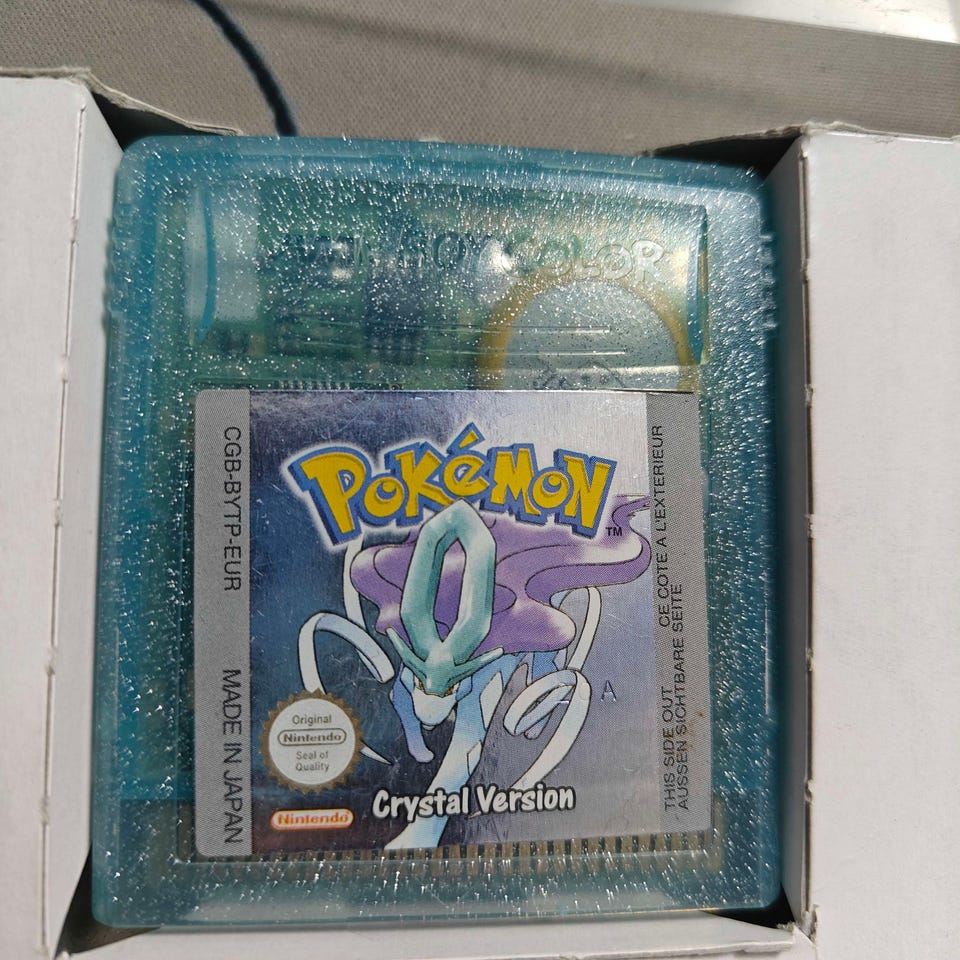 GAME BOY COLOR
POKéMON
TM
CGB-BYTP-EUR MADE IN JAPAN
THIS SIDE OUT CE COTE A L'EXTERIEUR
AUSSEN SICHTBARE SEITE
A
Original
Nintendo
Seal of
Quality
Nintendo
Crystal Version